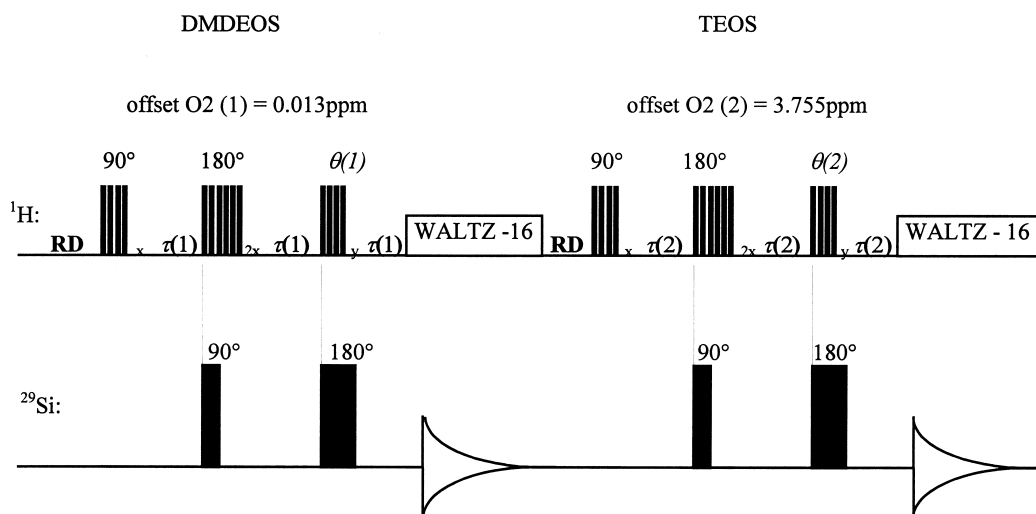 DMDEOS TEOS
offset O2 (1) = 0.013ppm offset O2 (2) = 3.755ppm
90° 180° θ(1) 90° 180° θ(2)
¹H:
RD x τ(1) 2x τ(1) y τ(1) WALTZ -16 RD x τ(2) 2x τ(2) y τ(2) WALTZ - 16
90° 180° 90° 180°
²⁹Si: